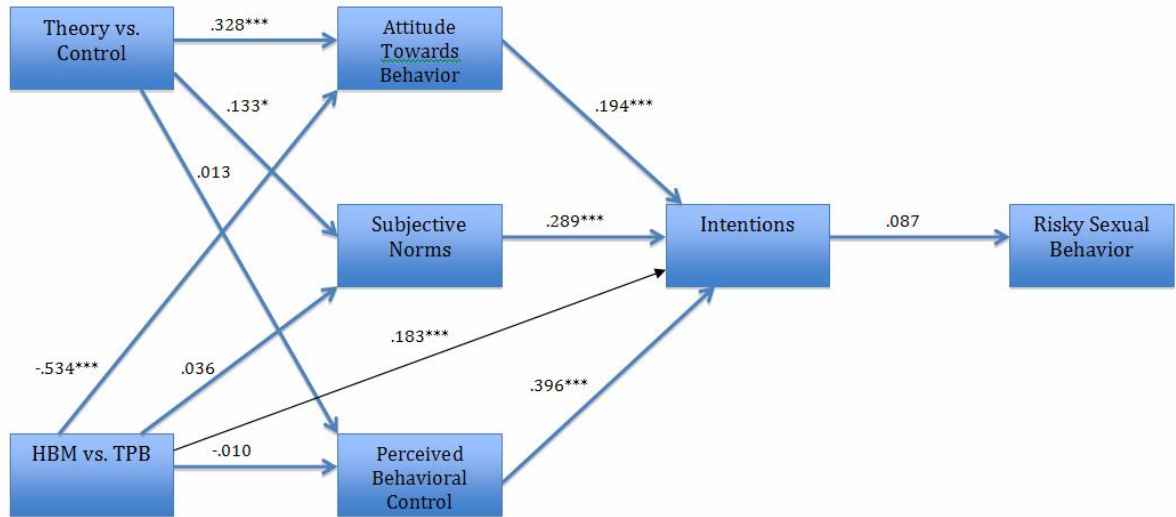 Theory vs.
Control
.328***
Attitude
Towards
Behavior
.133*
.194***
.013
Subjective
Norms
.289***
Intentions
.087
Risky Sexual
Behavior
-.534***
.036
.183***
.396***
HBM vs. TPB
-.010
Perceived
Behavioral
Control